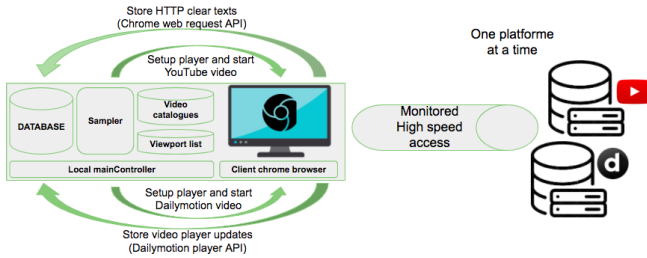 Store HTTP clear texts
(Chrome web request API)
One platforme
at a time
Setup player and start
YouTube video
DATABASE
Sampler
Video
catalogues
Viewport list
Monitored
High speed
access
Local mainController
Client chrome browser
Setup player and start
Dailymotion video
d
Store video player updates
(Dailymotion player API)